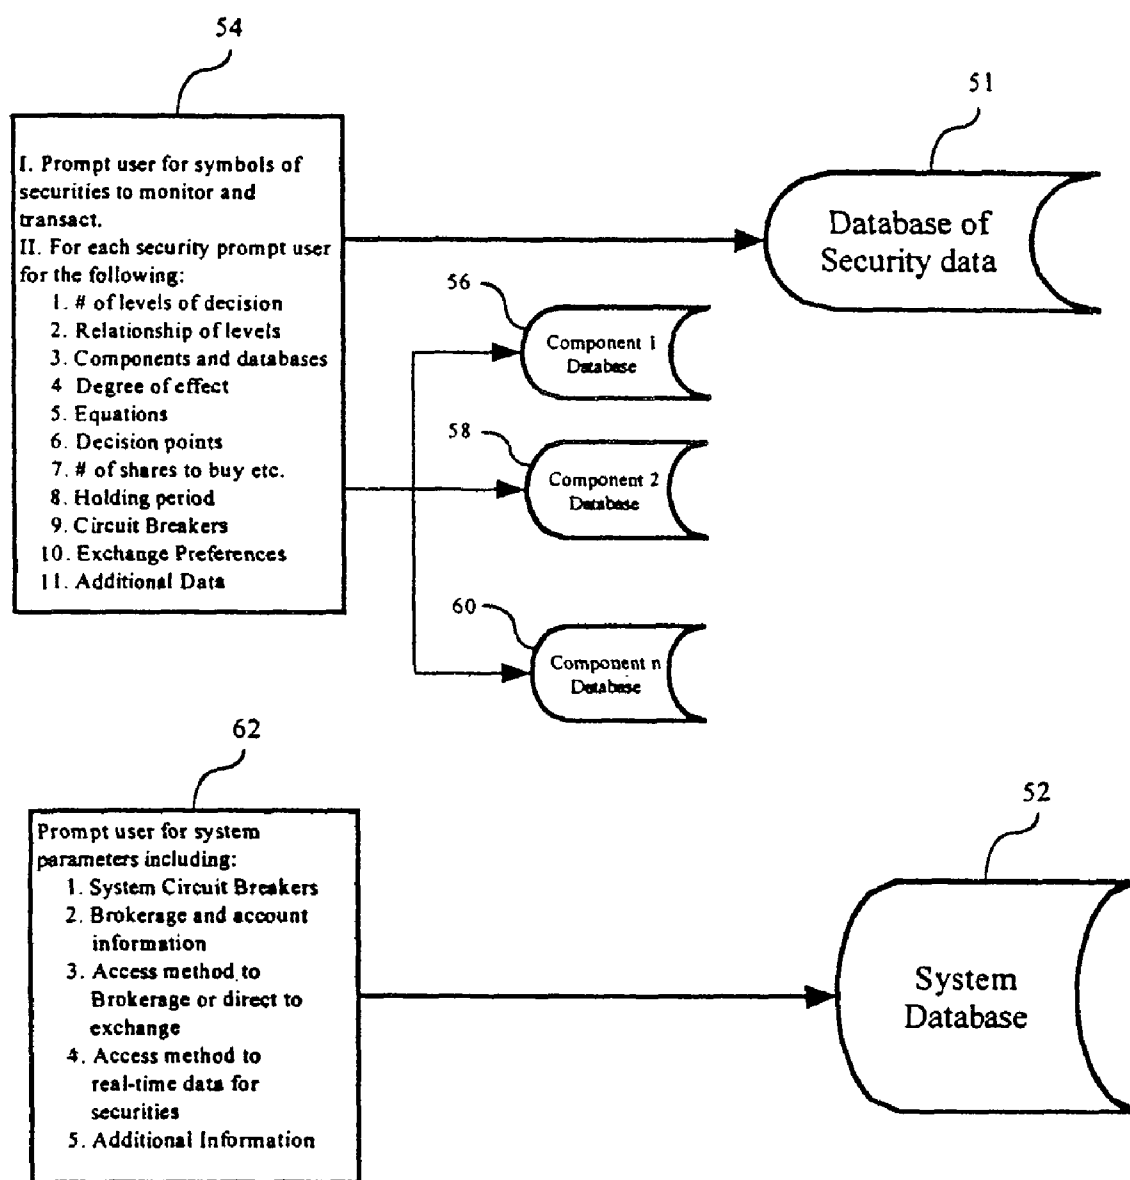 54
I. Prompt user for symbols of
securities to monitor and
transact.
II. For each security prompt user
for the following:
1. # of levels of decision
2. Relationship of levels
3. Components and databases
4 Degree of effect
5. Equations
6. Decision points
7. # of shares to buy etc.
8. Holding period
9. Circuit Breakers
10. Exchange Preferences
11. Additional Data
51
Database of
Security data
56
Component 1
Database
58
Component 2
Database
60
Component n
Database
62
Prompt user for system
parameters including:
1. System Circuit Breakers
2. Brokerage and account
information
3. Access method to
Brokerage or direct to
exchange
4. Access method to
real-time data for
securities
5. Additional Information
52
System
Database